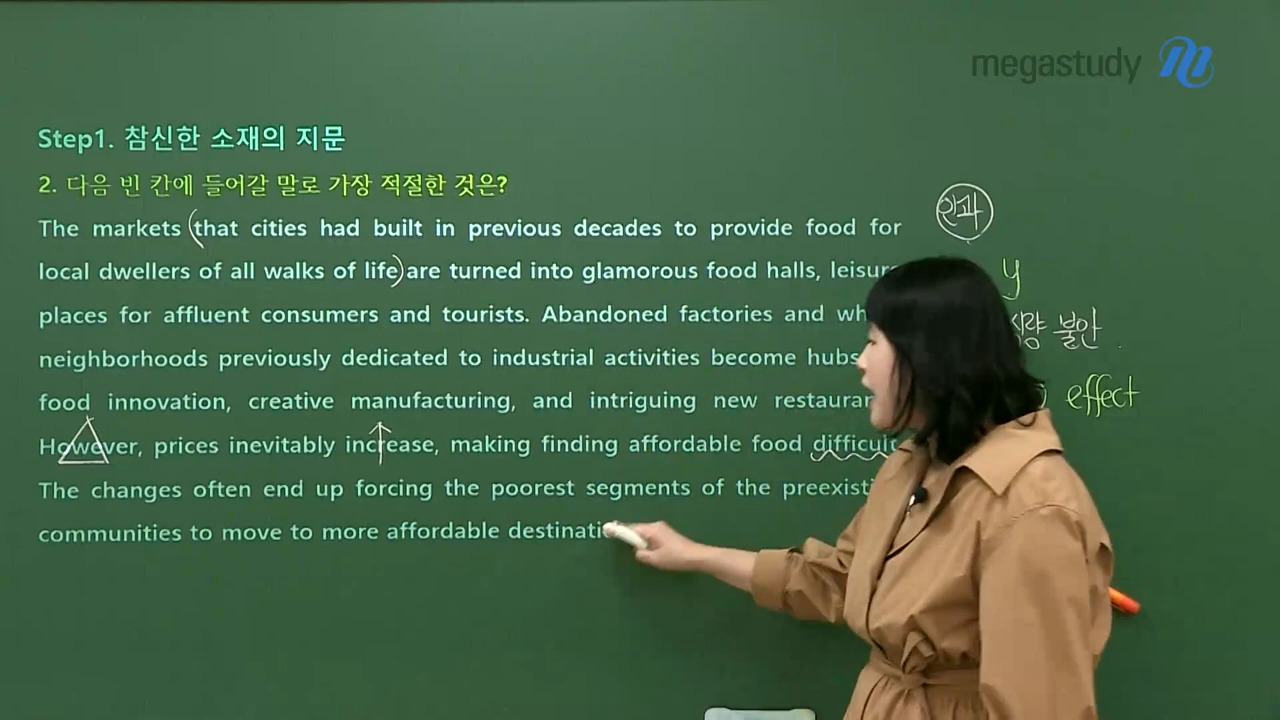 megastudy
Step1. 참신한 소재의 지문
2. 다음 빈 칸에 들어갈 말로 가장 적절한 것은?
The markets that cities had built in previous decades to provide food for
local dwellers of all walks of life are turned into glamorous food halls,
places for affluent consumers and tourists. Abandoned factories and
neighborhoods previously dedicated to industrial activities become hubs
food innovation, creative manufacturing, and intriguing new
However, prices inevitably increase, making finding affordable food difficult
The changes often end up forcing the poorest segments of the
communities to move to more affordable
인과
y
불안
effect